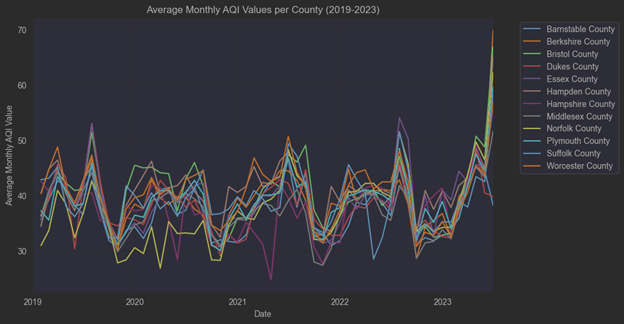 Average Monthly AQI Values per County (2019-2023)
Average Monthly AQI Value
70
60
50
40
30
2019
2020
2021
2022
2023
Date
Barnstable County
Berkshire County
Bristol County
Dukes County
Essex County
Hampden County
Hampshire County
Middlesex County
Norfolk County
Plymouth County
Suffolk County
Worcester County